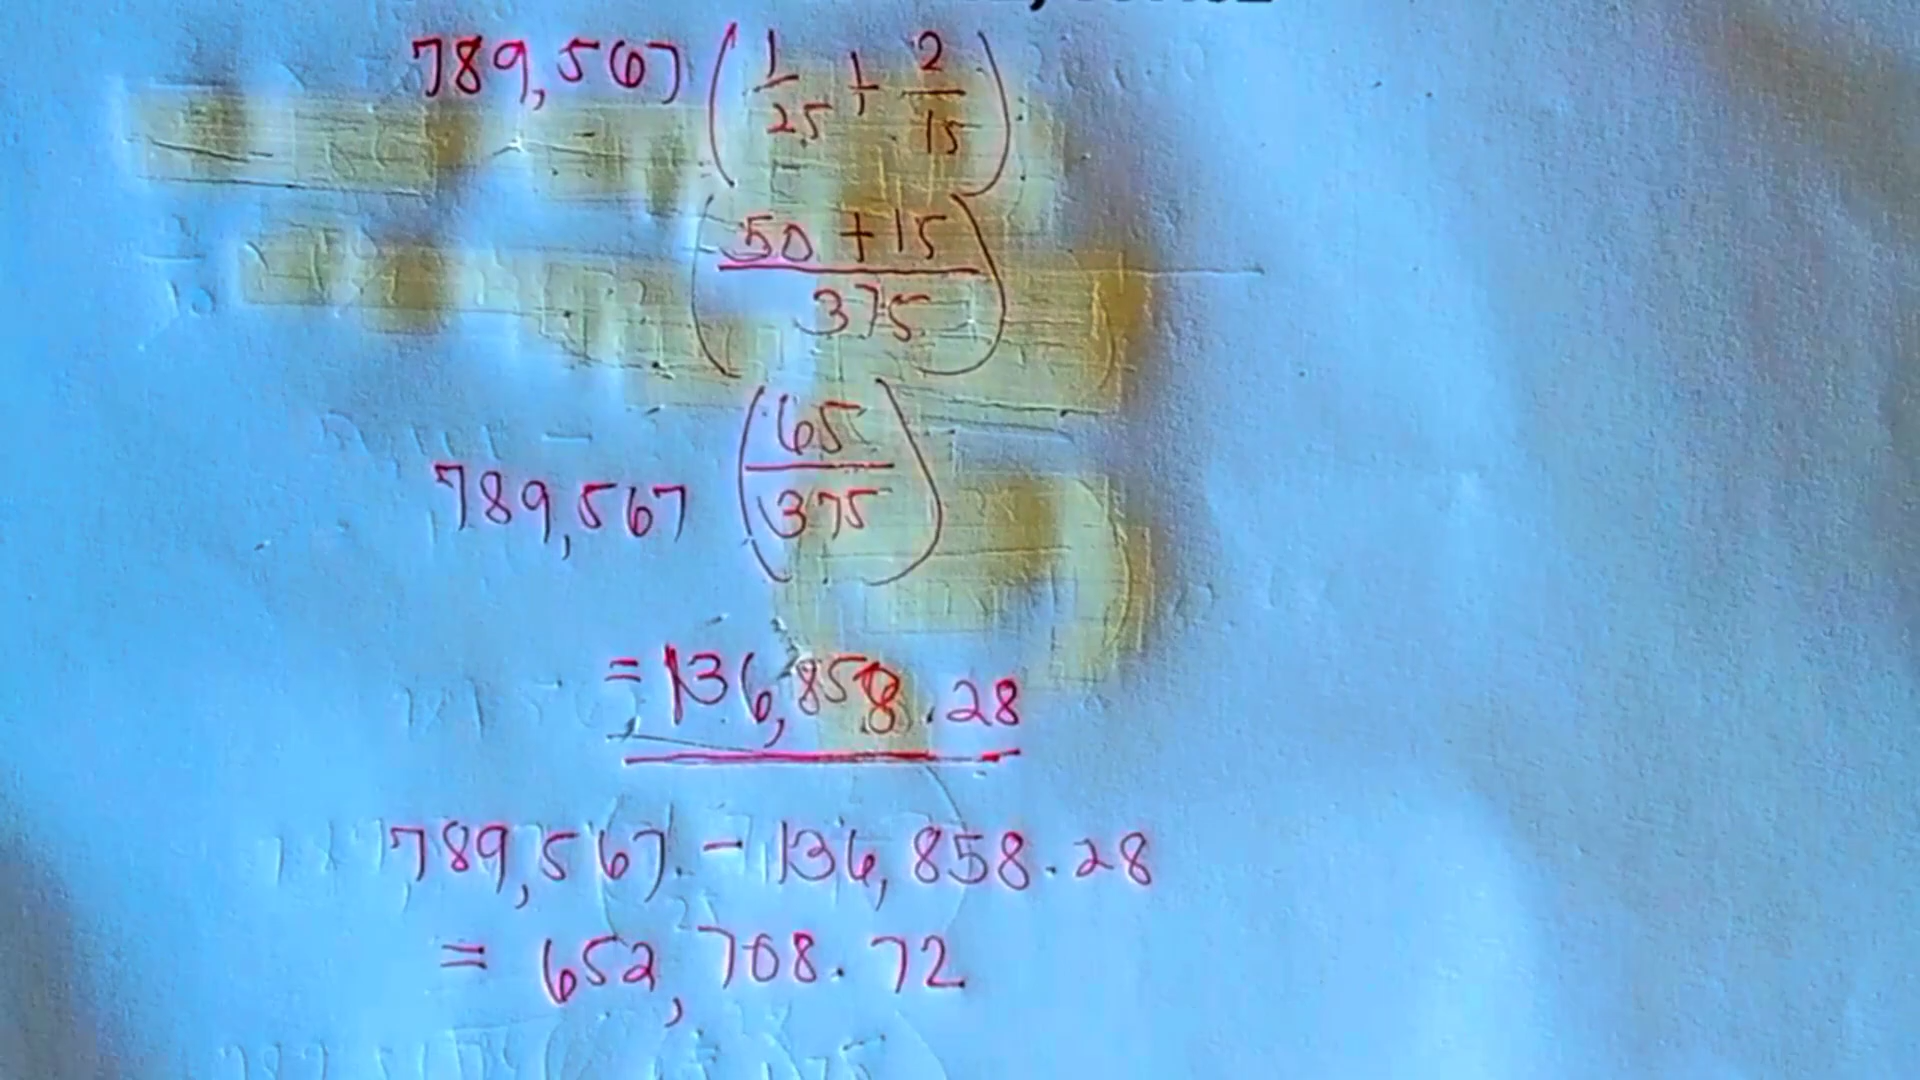 789,567 (1/25 + 2/15)
(50 + 15 / 375)
789,567 (65/375)
= 136,858.28
789,567. - 136,858.28
= 652,708.72